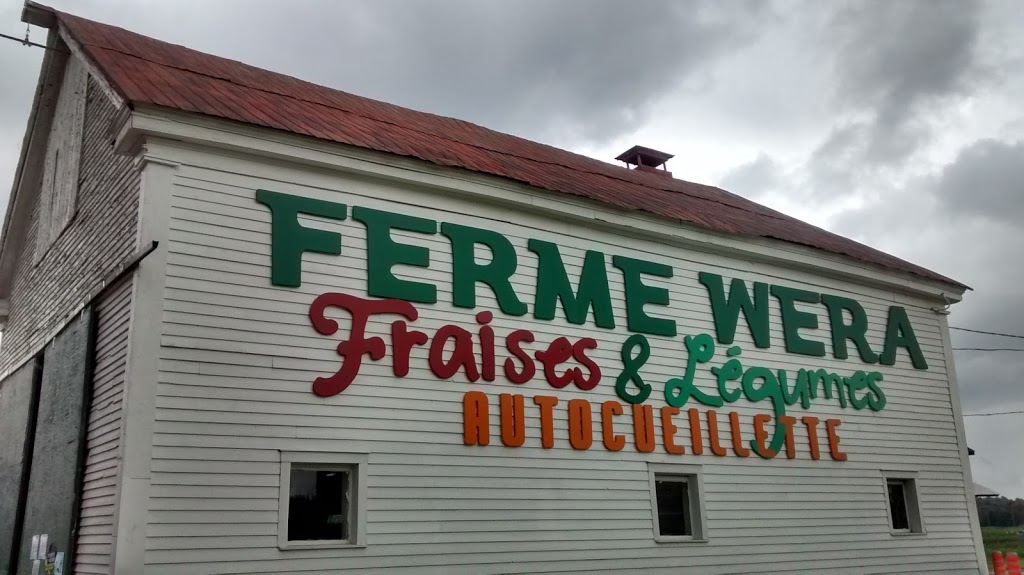 FERME WERA
Fraises & Légumes
AUTOCUEILLETTE